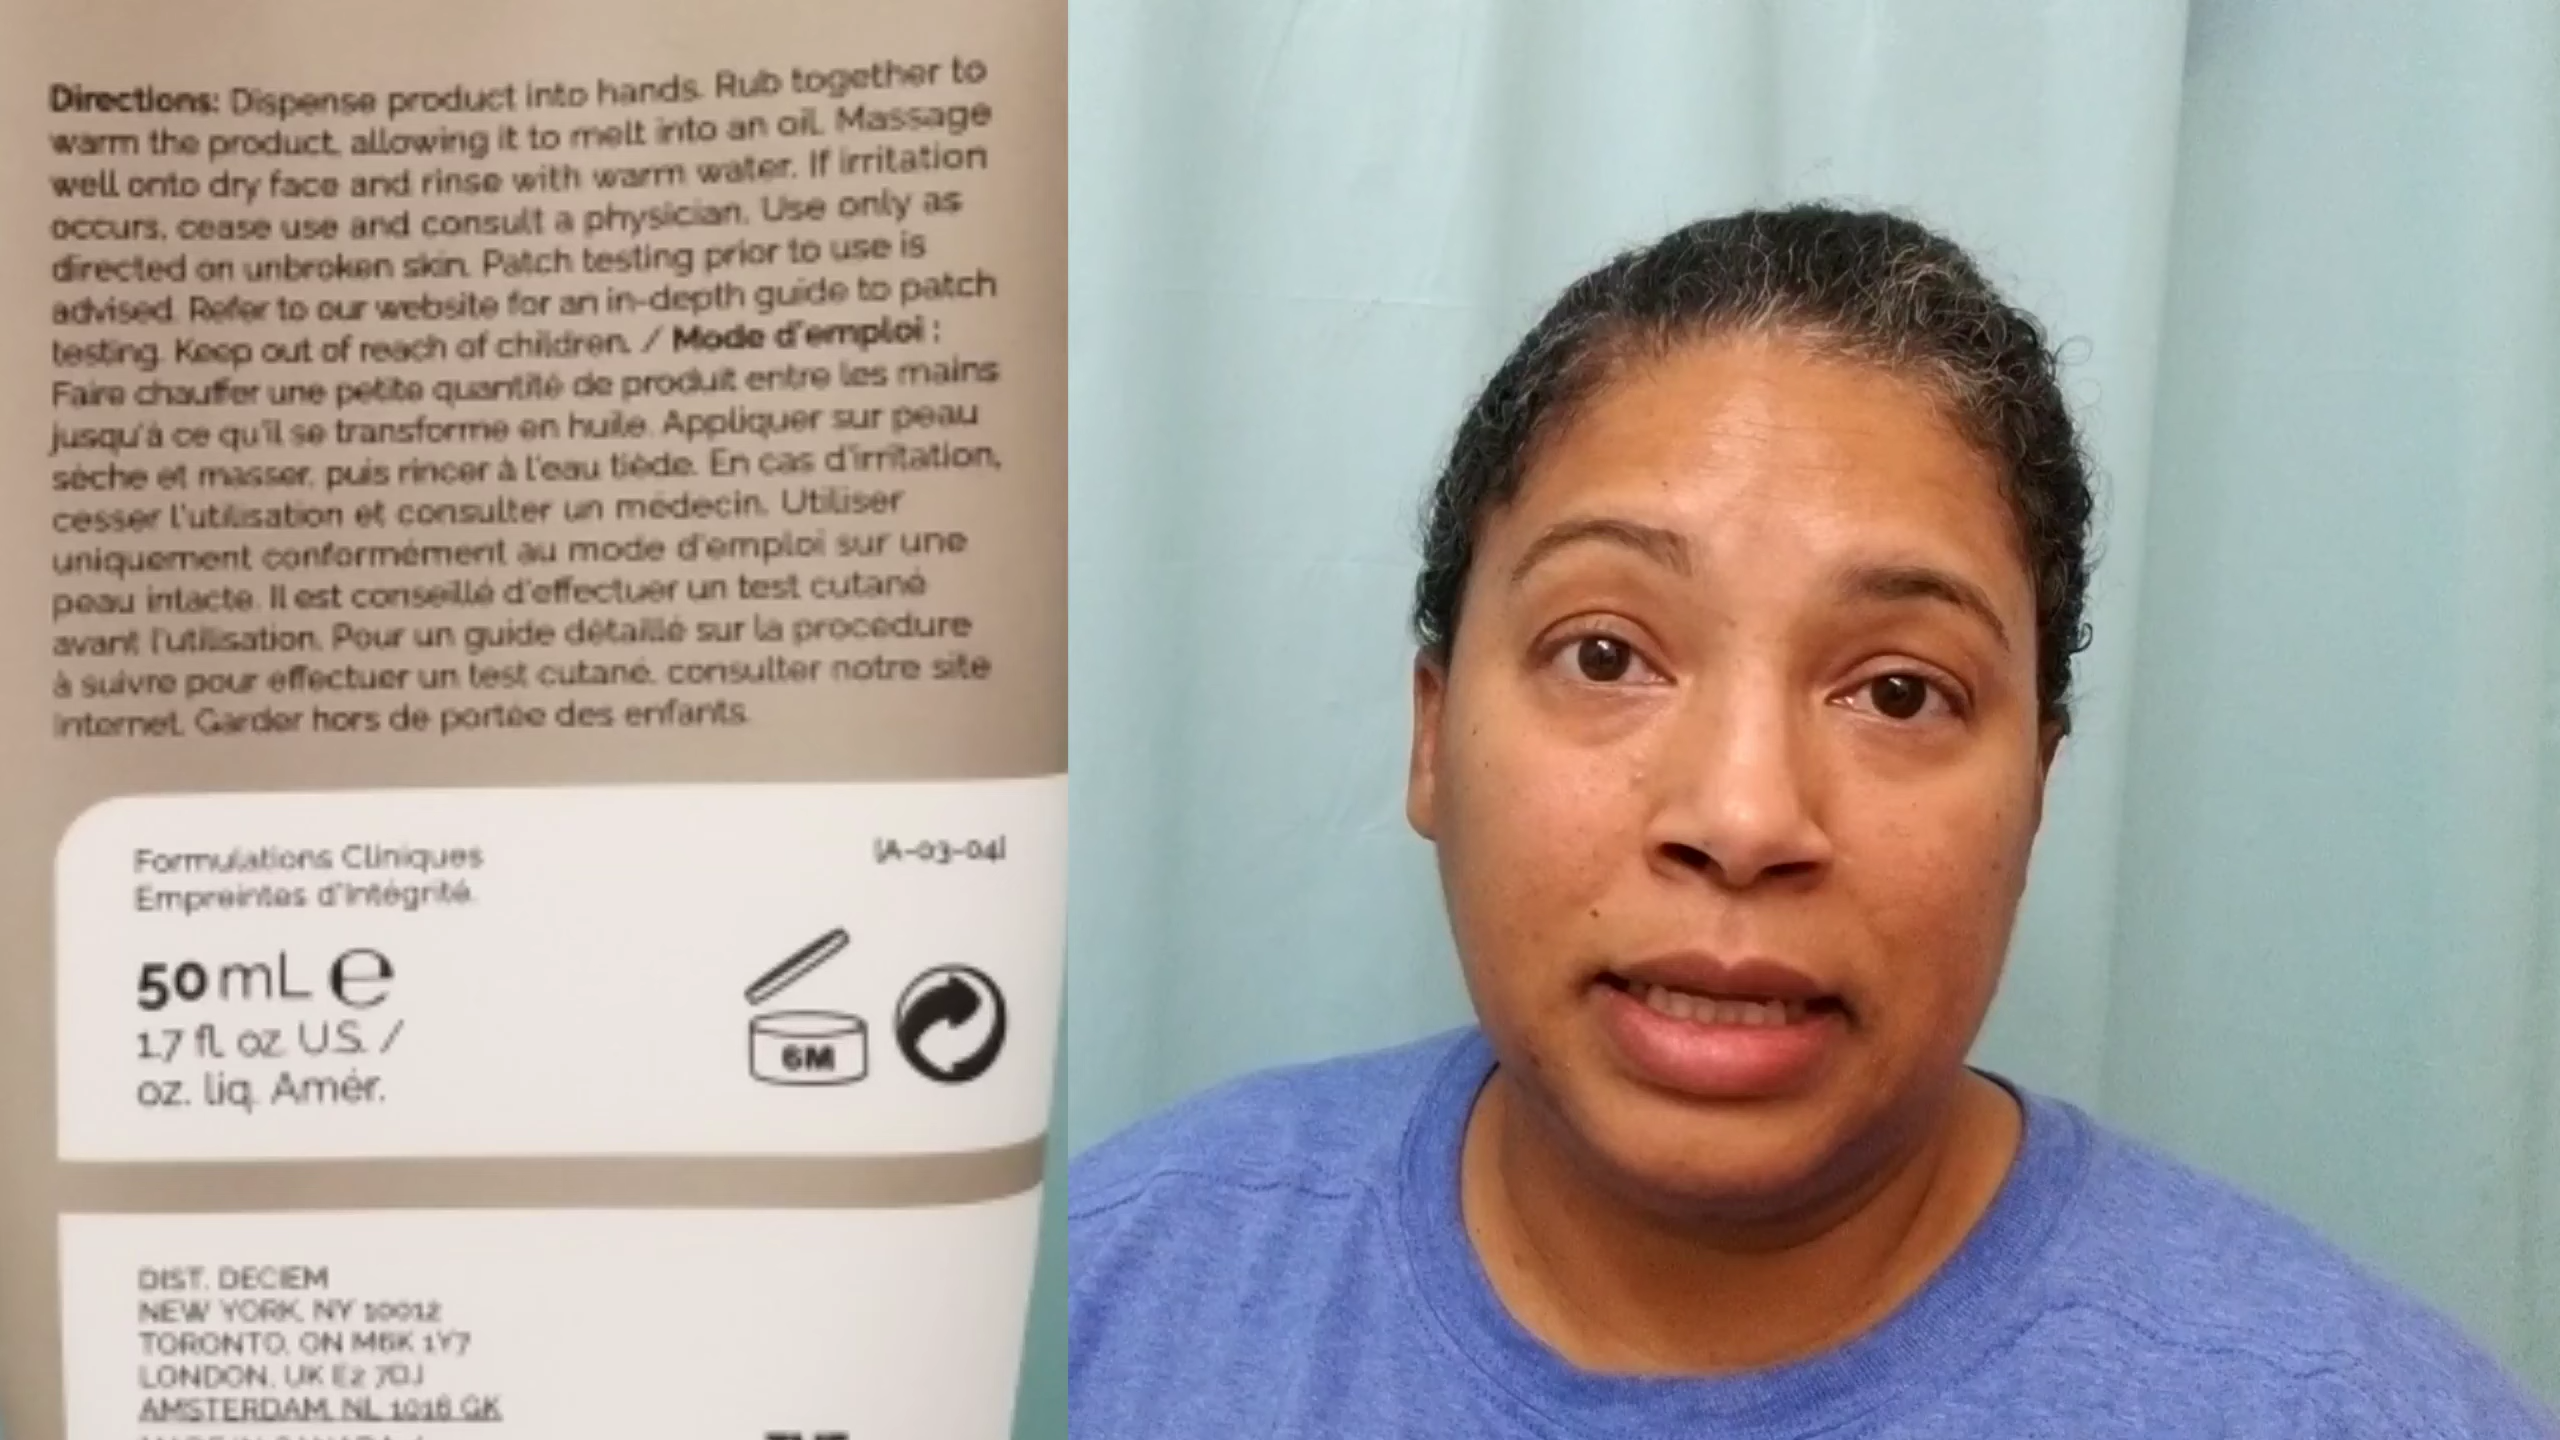 Directions: Dispense product into hands. Rub together to
warm the product, allowing it to melt into an oil. Massage
well onto dry face and rinse with warm water. If irritation
occurs, cease use and consult a physician. Use only as
directed on unbroken skin. Patch testing prior to use is
advised. Refer to our website for an in-depth guide to patch
testing. Keep out of reach of children. / Mode d'emploi :
Faire chauffer une petite quantité de produit entre les mains
jusqu'à ce qu'il se transforme en huile. Appliquer sur peau
sèche et masser, puis rincer à l'eau tiède. En cas d'irritation,
cesser l'utilisation et consulter un médecin. Utiliser
uniquement conformément au mode d'emploi sur une
peau intacte. Il est conseillé d'effectuer un test cutané
avant l'utilisation. Pour un guide détaillé sur la procédure
à suivre pour effectuer un test cutané, consulter notre site
internet. Garder hors de portée des enfants.
Formulations Cliniques
Empreintes d'Intégrité.
[A-03-04]
50 mL e
1.7 fl. oz. U.S. /
oz. liq. Amér.
6M
DIST. DECIEM
NEW YORK, NY 10012
TORONTO, ON M6K 1Y7
LONDON, UK E2 7DJ
AMSTERDAM, NL 1016 GK